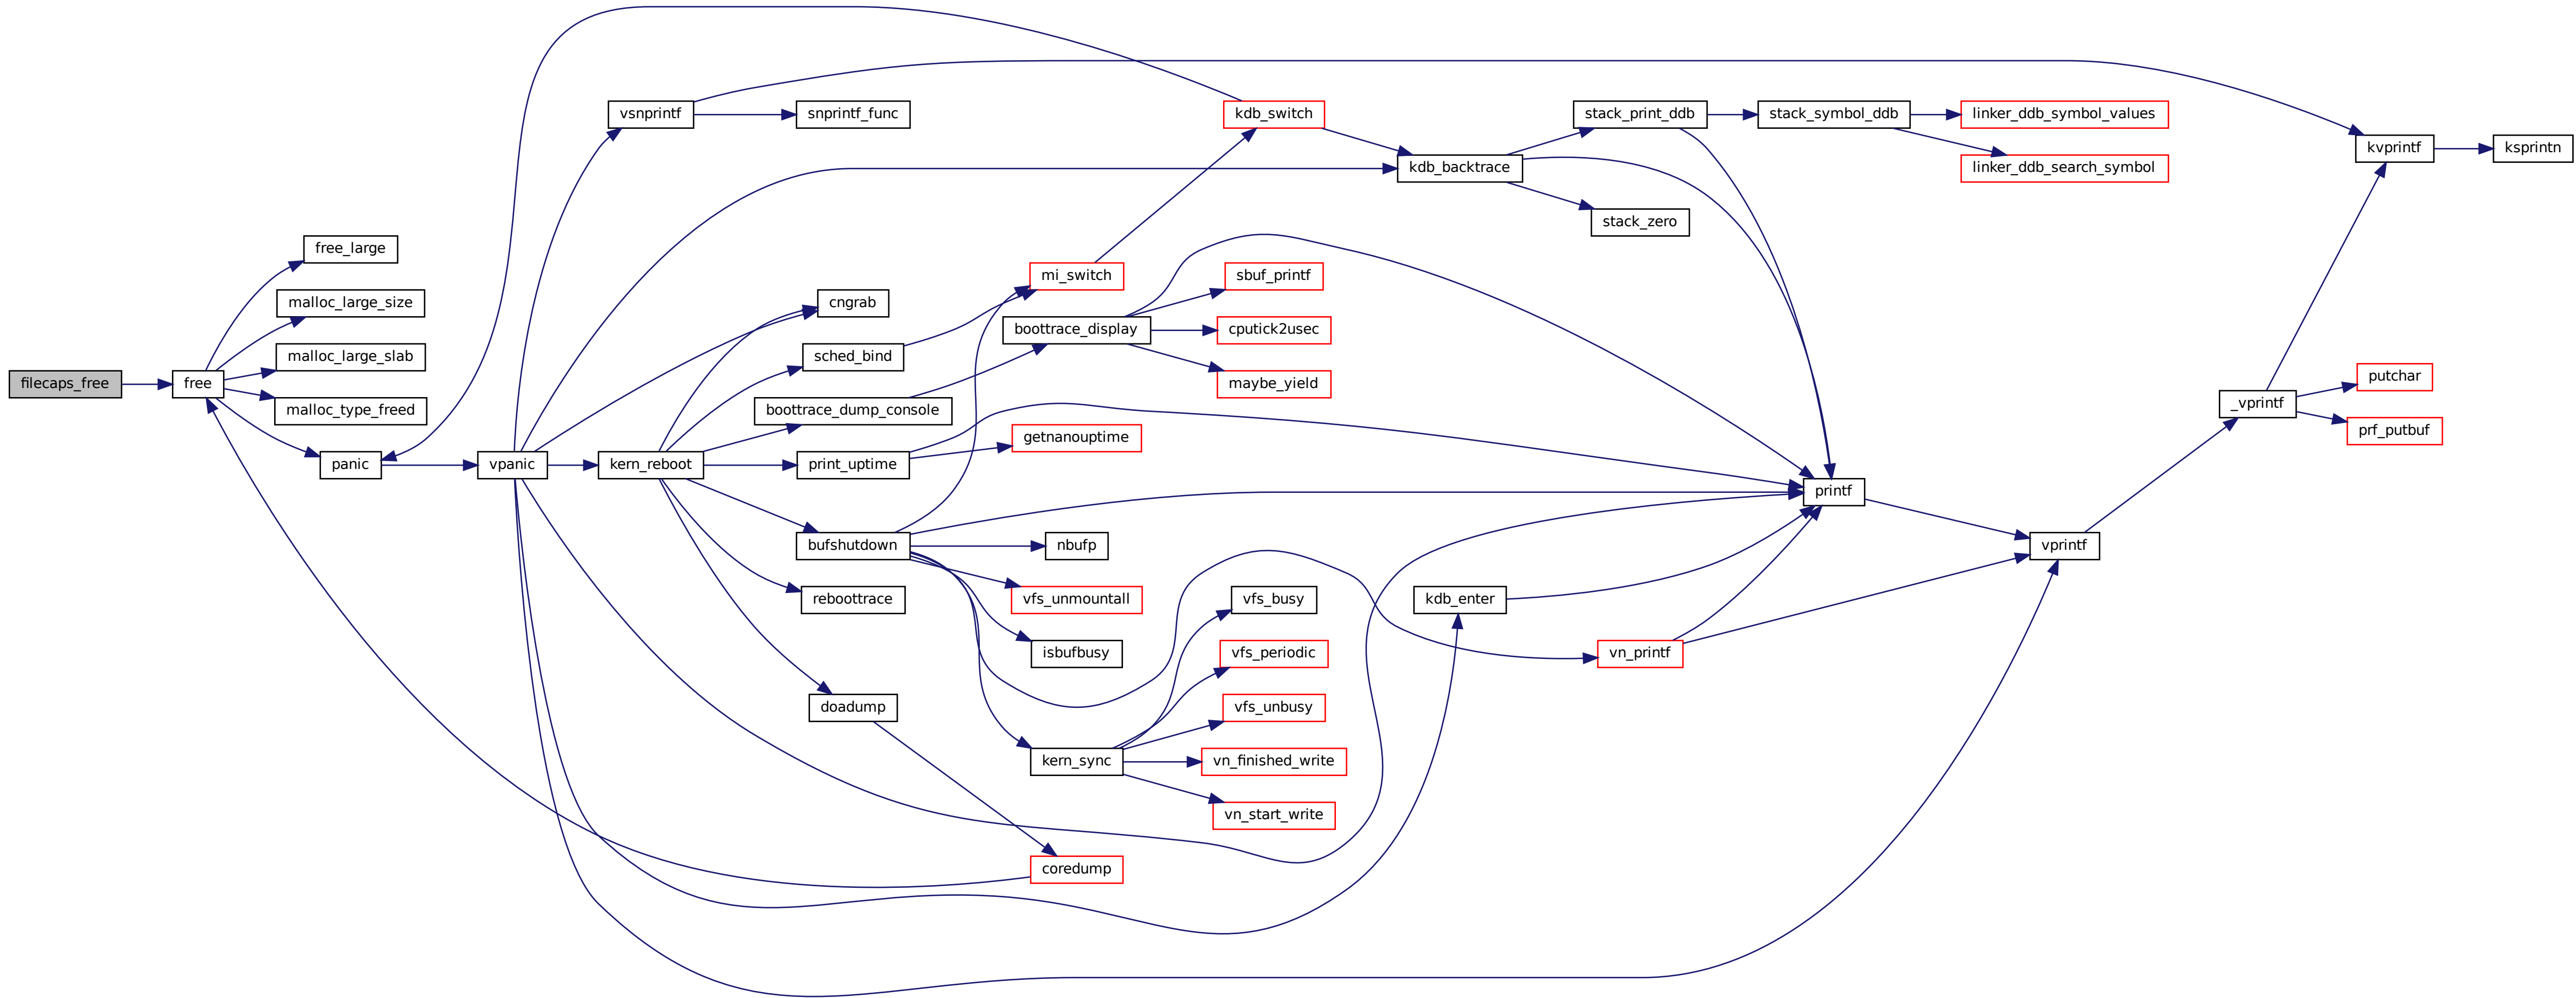 filecaps_free
free
free_large
malloc_large_size
malloc_large_slab
malloc_type_freed
panic
vpanic
vsnprintf
snprintf_func
kern_reboot
cngrab
sched_bind
boottrace_dump_console
print_uptime
bufshutdown
reboottrace
doadump
mi_switch
boottrace_display
getnanouptime
nbufp
vfs_unmountall
isbufbusy
kern_sync
coredump
kdb_switch
sbuf_printf
cputick2usec
maybe_yield
vfs_busy
vfs_periodic
vfs_unbusy
vn_finished_write
vn_start_write
kdb_backtrace
kdb_enter
stack_print_ddb
stack_zero
vn_printf
stack_symbol_ddb
printf
linker_ddb_symbol_values
linker_ddb_search_symbol
vprintf
_vprintf
kvprintf
putchar
prf_putbuf
ksprintn